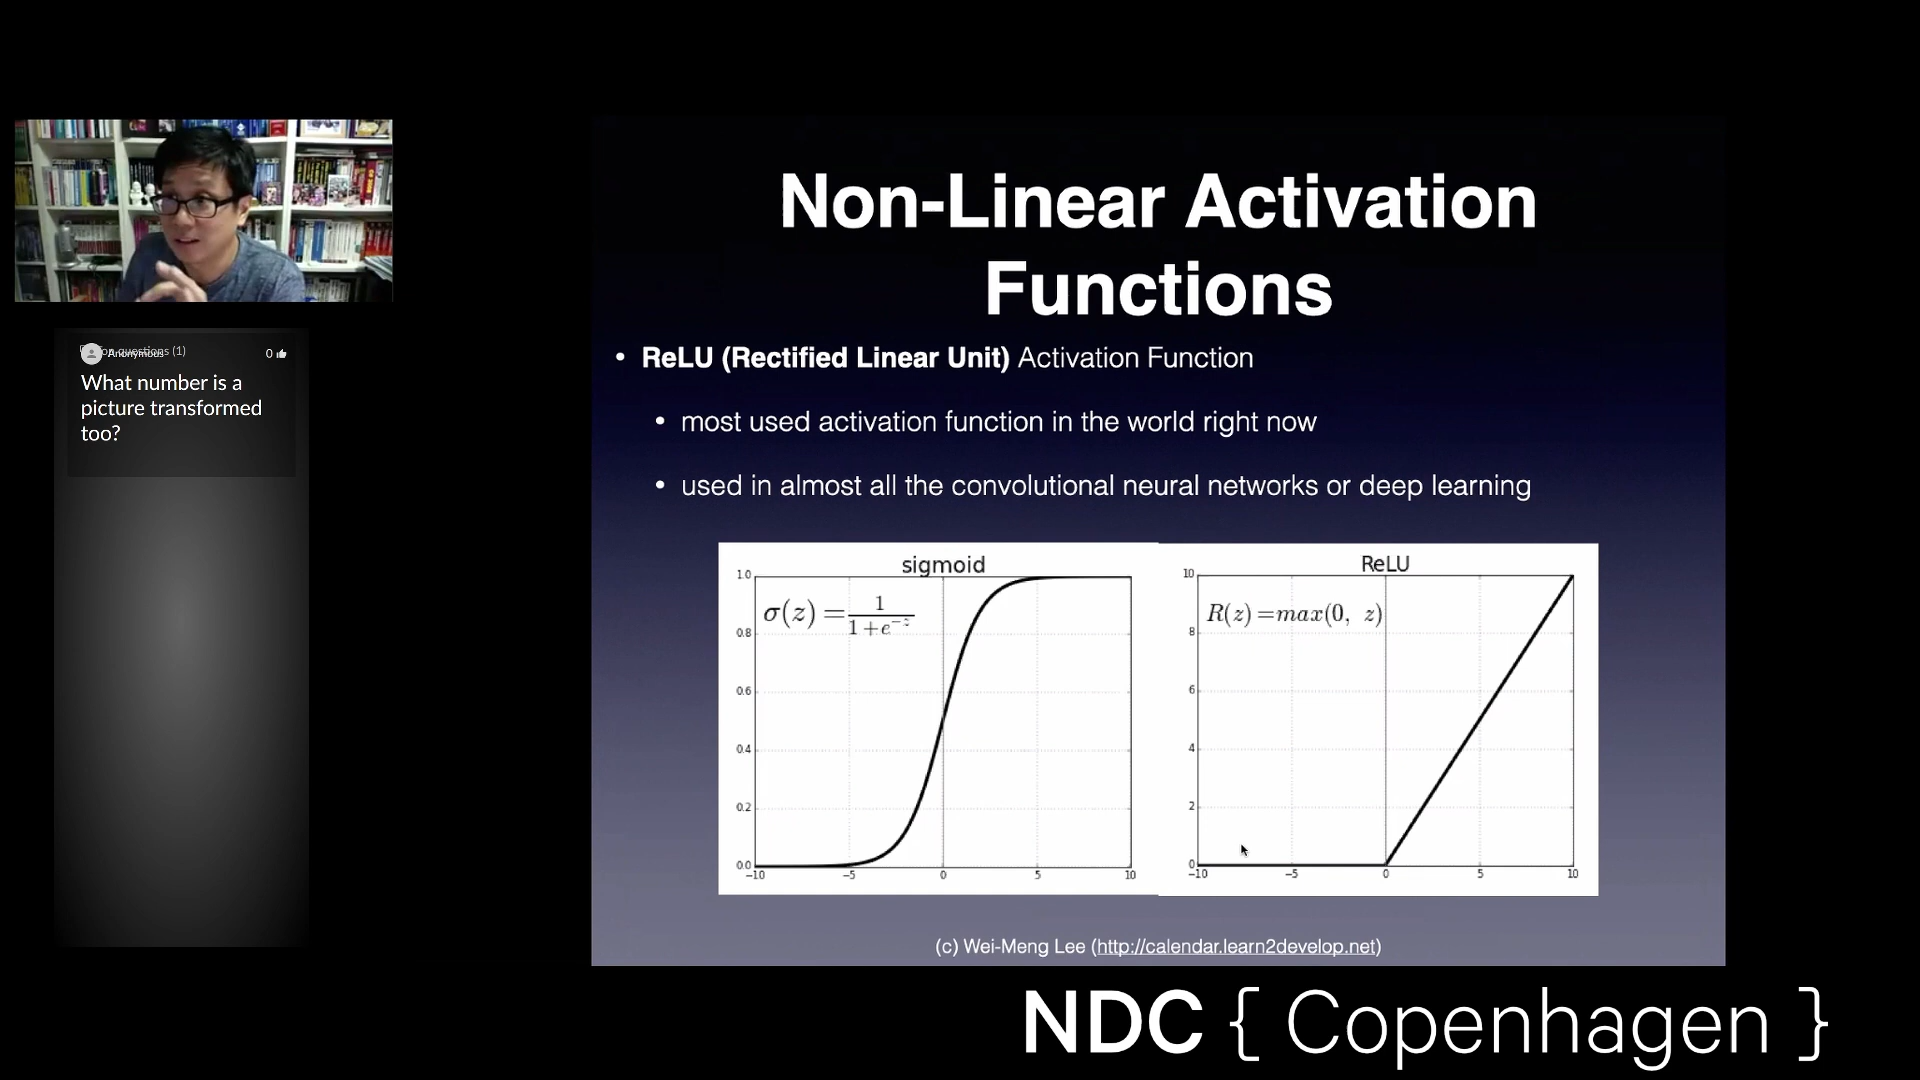 Non-Linear Activation
Functions
• ReLU (Rectified Linear Unit) Activation Function
• most used activation function in the world right now
• used in almost all the convolutional neural networks or deep learning
sigmoid
σ(z) = 1 / 1+e^{-z}
1.0
0.8
0.6
0.4
0.2
0.0
−10 −5 0 5 10
ReLU
R(z) = max(0, z)
10
8
6
4
2
0
−10 −5 0 5 10
(c) Wei-Meng Lee (http://calendar.learn2develop.net)
questions (1)
Anonymous
0
What number is a
picture transformed
too?
NDC { Copenhagen }